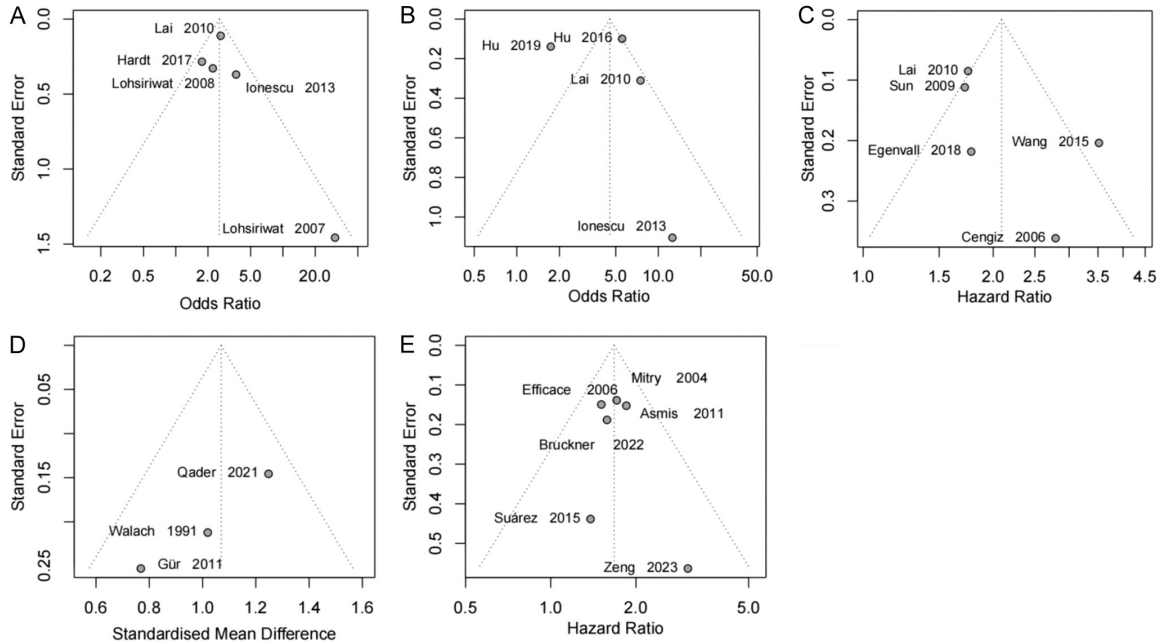 A
Standard Error
0.0
0.5
1.0
1.5
Lai 2010
Hardt 2017
Lohsiriwat 2008
Ionescu 2013
Lohsiriwat 2007
0.2 0.5 2.0 5.0 20.0
Odds Ratio
B
Standard Error
0.0
0.2
0.4
0.6
0.8
1.0
Hu 2019
Hu 2016
Lai 2010
Ionescu 2013
0.5 1.0 2.0 5.0 10.0 50.0
Odds Ratio
C
Standard Error
0.0
0.1
0.2
0.3
Lai 2010
Sun 2009
Egenvall 2018
Wang 2015
Cengiz 2006
1.0 1.5 2.0 2.5 3.5 4.5
Hazard Ratio
D
Standard Error
0.05
0.15
0.25
Qader 2021
Walach 1991
Gür 2011
0.6 0.8 1.0 1.2 1.4 1.6
Standardised Mean Difference
E
Standard Error
0.0
0.1
0.2
0.3
0.4
0.5
Mitry 2004
Efficace 2006
Asmis 2011
Bruckner 2022
Suárez 2015
Zeng 2023
0.5 1.0 2.0 5.0
Hazard Ratio